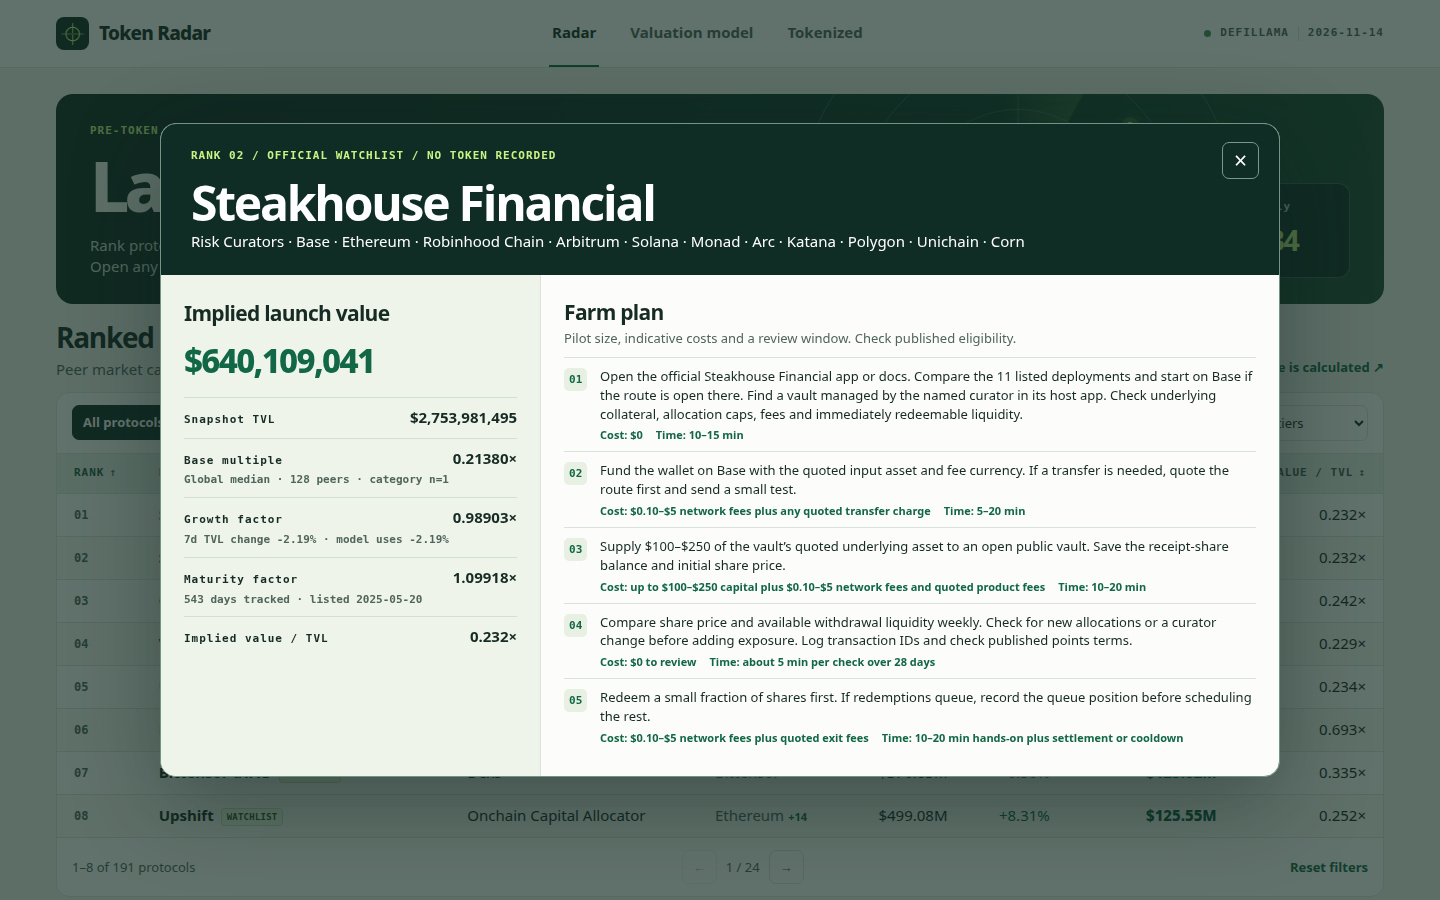 Token Radar
Radar
Valuation model
Tokenized
DEFILLAMA
2026-11-14
PRE-TOKEN
RANK 02 / OFFICIAL WATCHLIST / NO TOKEN RECORDED
×
Steakhouse Financial
Risk Curators · Base · Ethereum · Robinhood Chain · Arbitrum · Solana · Monad · Arc · Katana · Polygon · Unichain · Corn
Implied launch value
$640,109,041
Snapshot TVL
$2,753,981,495
Base multiple
0.21380×
Global median · 128 peers · category n=1
Growth factor
0.98903×
7d TVL change -2.19% · model uses -2.19%
Maturity factor
1.09918×
543 days tracked · listed 2025-05-20
Implied value / TVL
0.232×
Farm plan
Pilot size, indicative costs and a review window. Check published eligibility.
01
Open the official Steakhouse Financial app or docs. Compare the 11 listed deployments and start on Base if
the route is open there. Find a vault managed by the named curator in its host app. Check underlying
collateral, allocation caps, fees and immediately redeemable liquidity.
Cost: $0 Time: 10–15 min
02
Fund the wallet on Base with the quoted input asset and fee currency. If a transfer is needed, quote the
route first and send a small test.
Cost: $0.10–$5 network fees plus any quoted transfer charge Time: 5–20 min
03
Supply $100–$250 of the vault’s quoted underlying asset to an open public vault. Save the receipt-share
balance and initial share price.
Cost: up to $100–$250 capital plus $0.10–$5 network fees and quoted product fees Time: 10–20 min
04
Compare share price and available withdrawal liquidity weekly. Check for new allocations or a curator
change before adding exposure. Log transaction IDs and check published points terms.
Cost: $0 to review Time: about 5 min per check over 28 days
05
Redeem a small fraction of shares first. If redemptions queue, record the queue position before scheduling
the rest.
Cost: $0.10–$5 network fees plus quoted exit fees Time: 10–20 min hands-on plus settlement or cooldown
La
Rank
Open any
Ranked
Peer market
is calculated ↗
All
RANK ↑
/ TVL ↕
01
0.232×
02
0.232×
03
0.242×
04
0.229×
05
0.234×
06
0.693×
07
0.335×
08
Upshift
WATCHLIST
Onchain Capital Allocator
Ethereum +14
$499.08M
+8.31%
$125.55M
0.252×
1–8 of 191 protocols
←
1 / 24
→
Reset filters